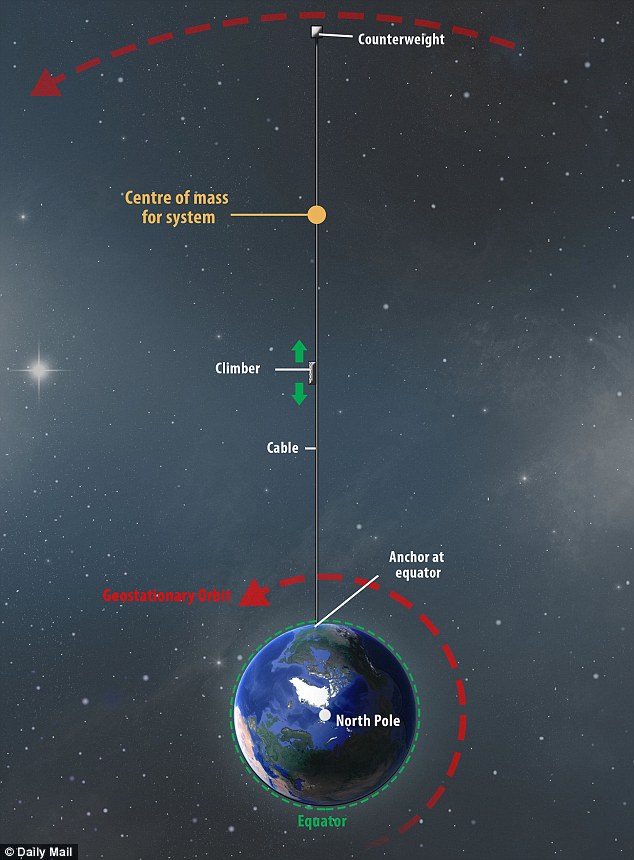 Counterweight
Centre of mass
for system
Climber
Cable
Anchor at
equator
Geostationary Orbit
North Pole
Equator
© Daily Mail